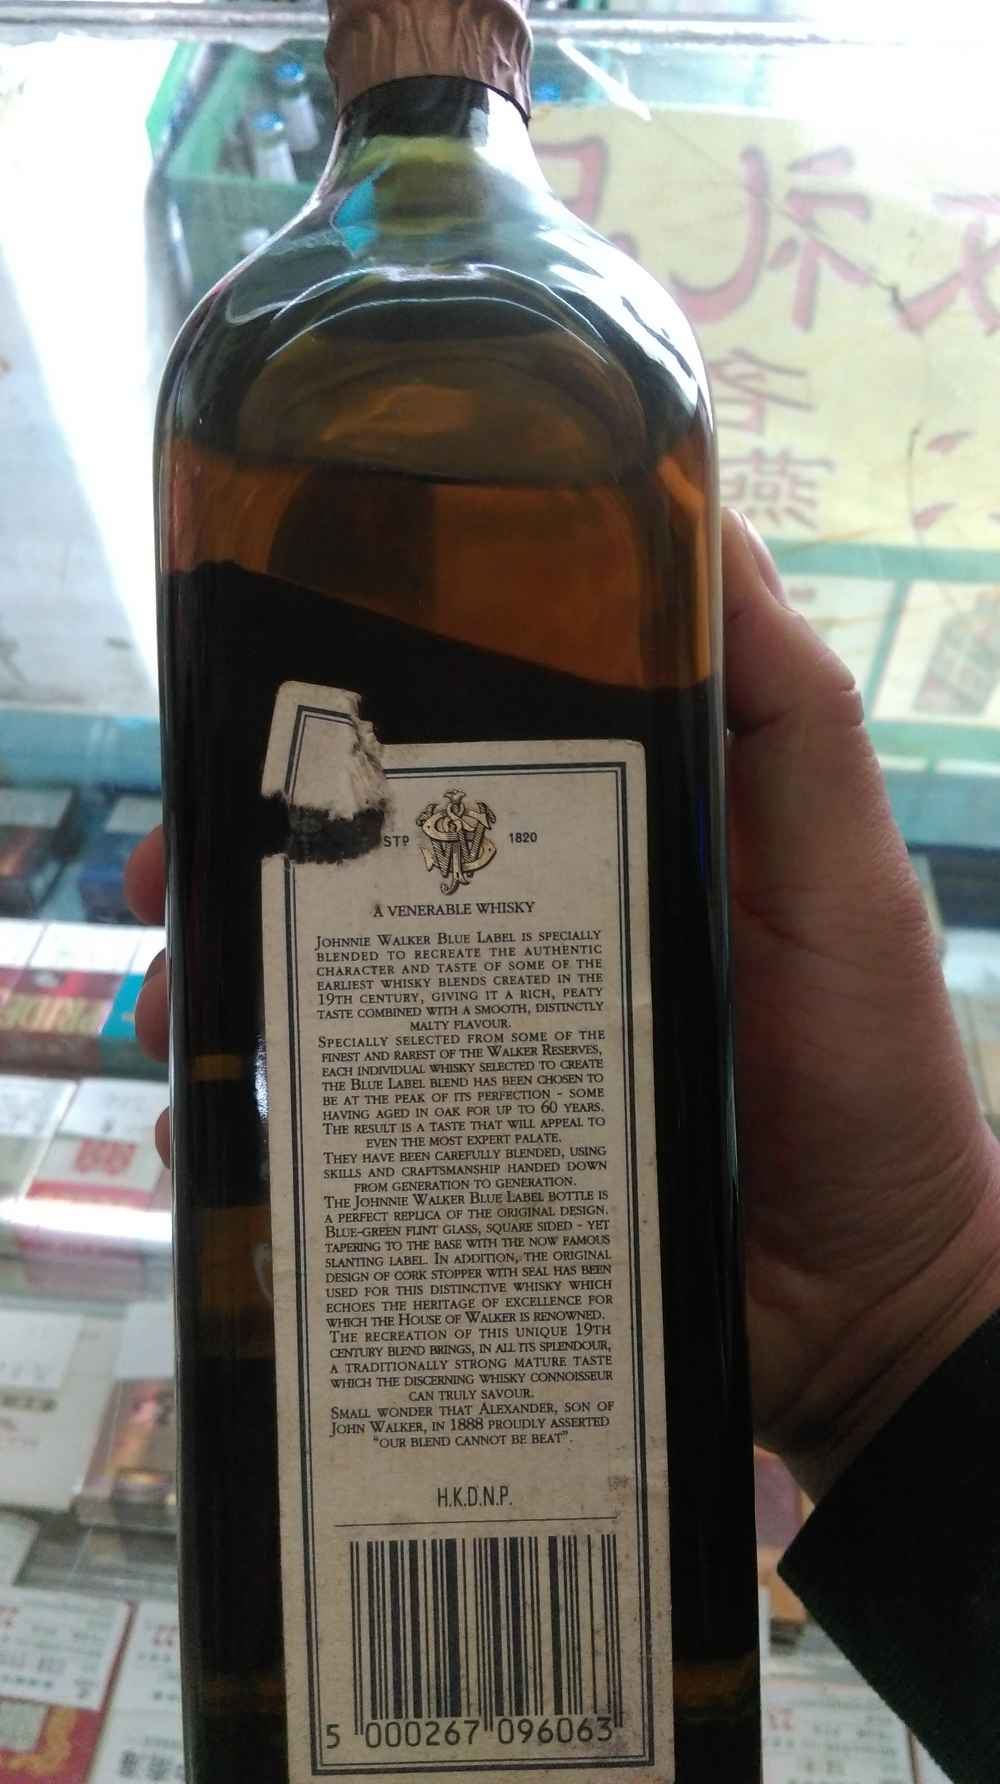 礼
名
燕
STD 1820
A VENERABLE WHISKY
JOHNNIE WALKER BLUE LABEL IS SPECIALLY
BLENDED TO RECREATE THE AUTHENTIC
CHARACTER AND TASTE OF SOME OF THE
EARLIEST WHISKY BLENDS CREATED IN THE
19TH CENTURY, GIVING IT A RICH, PEATY
TASTE COMBINED WITH A SMOOTH, DISTINCTLY
MALTY FLAVOUR.
SPECIALLY SELECTED FROM SOME OF THE
FINEST AND RAREST OF THE WALKER RESERVES,
EACH INDIVIDUAL WHISKY SELECTED TO CREATE
THE BLUE LABEL BLEND HAS BEEN CHOSEN TO
BE AT THE PEAK OF ITS PERFECTION - SOME
HAVING AGED IN OAK FOR UP TO 60 YEARS.
THE RESULT IS A TASTE THAT WILL APPEAL TO
EVEN THE MOST EXPERT PALATE.
THEY HAVE BEEN CAREFULLY BLENDED, USING
SKILLS AND CRAFTSMANSHIP HANDED DOWN
FROM GENERATION TO GENERATION.
THE JOHNNIE WALKER BLUE LABEL BOTTLE IS
A PERFECT REPLICA OF THE ORIGINAL DESIGN.
BLUE-GREEN FLINT GLASS, SQUARE SIDED - YET
TAPERING TO THE BASE WITH THE NOW FAMOUS
SLANTING LABEL. IN ADDITION, THE ORIGINAL
DESIGN OF CORK STOPPER WITH SEAL HAS BEEN
USED FOR THIS DISTINCTIVE WHISKY WHICH
ECHOES THE HERITAGE OF EXCELLENCE FOR
WHICH THE HOUSE OF WALKER IS RENOWNED.
THE RECREATION OF THIS UNIQUE 19TH
CENTURY BLEND BRINGS, IN ALL ITS SPLENDOUR,
A TRADITIONALLY STRONG MATURE TASTE
WHICH THE DISCERNING WHISKY CONNOISSEUR
CAN TRULY SAVOUR.
SMALL WONDER THAT ALEXANDER, SON OF
JOHN WALKER, IN 1888 PROUDLY ASSERTED
"OUR BLEND CANNOT BE BEAT".
H.K.D.N.P.
5 000267 096063